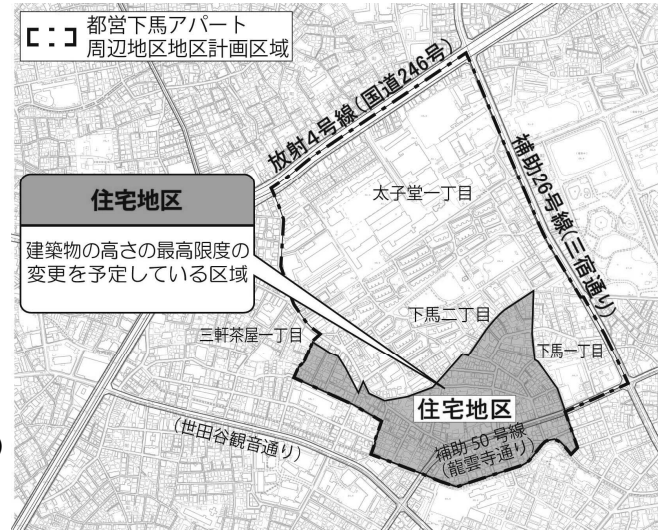 都営下馬アパート
周辺地区地区計画区域
放射4号線(国道246号)
補助26号線(三宿通り)
住宅地区
建築物の高さの最高限度の
変更を予定している区域
太子堂一丁目
下馬二丁目
三軒茶屋一丁目
下馬一丁目
住宅地区
(世田谷観音通り)
補助50号線
(龍雲寺通り)
)